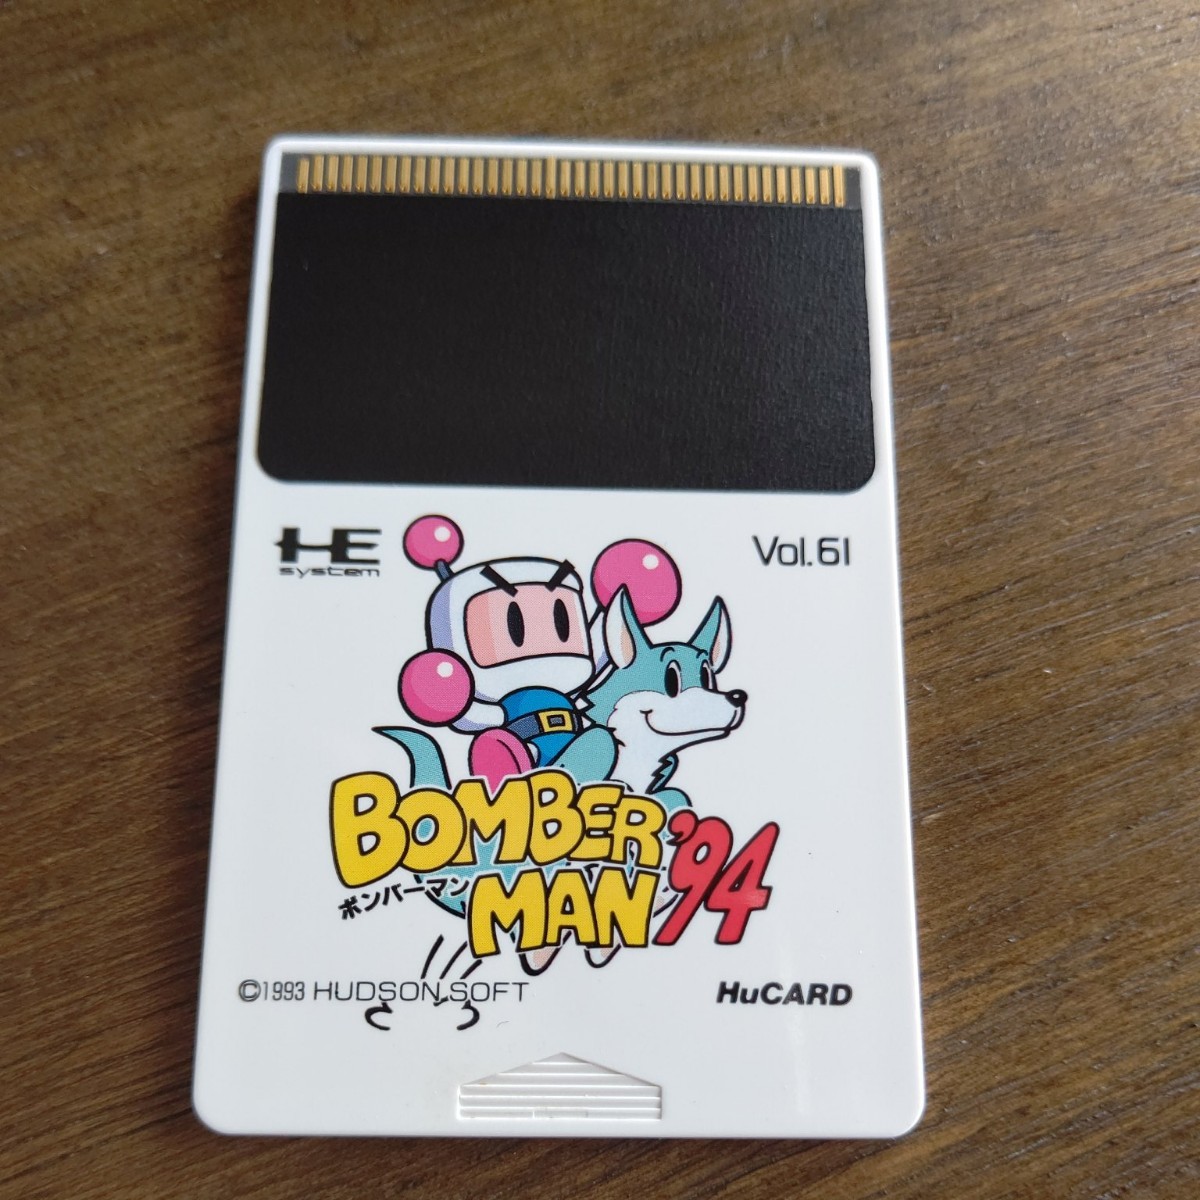 HE
system
Vol.61
BOMBER
MAN '94
ボンバーマン
©1993 HUDSON SOFT
HuCARD